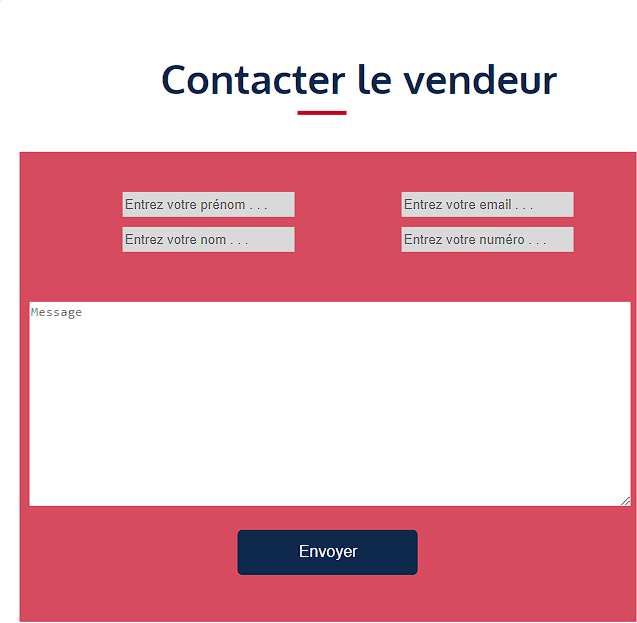 Contacter le vendeur
Entrez votre prénom . . .
Entrez votre email . . .
Entrez votre nom . . .
Entrez votre numéro . . .
Message
Envoyer